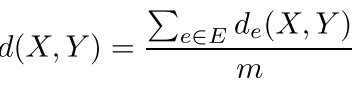 d(X, Y) = \frac{\sum_{e \in E} d_e(X, Y)}{m}